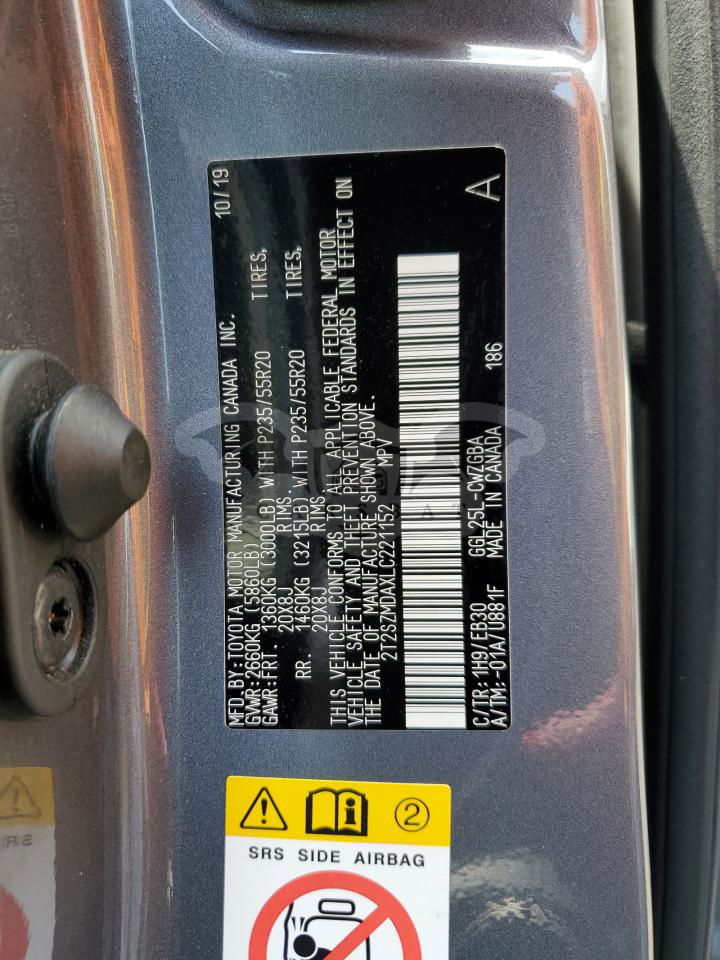 10/19
MFD.BY:TOYOTA MOTOR MANUFACTURING CANADA INC.
GVWR:2660KG (5860LB)
GAWR:FRT. 1360KG (3000LB) WITH P235/55R20 TIRES,
20X8J RIMS
RR. 1460KG (3215LB) WITH P235/55R20 TIRES,
20X8J RIMS
THIS VEHICLE CONFORMS TO ALL APPLICABLE FEDERAL MOTOR
VEHICLE SAFETY AND THEFT PREVENTION STANDARDS IN EFFECT ON
THE DATE OF MANUFACTURE SHOWN ABOVE.
2T2SZMDAXLC221152 MPV
C/TR: 1H9/EB30 GGL25L-CWZGBA
A/TM:-01A/U881F MADE IN CANADA 186
A
2
SRS SIDE AIRBAG